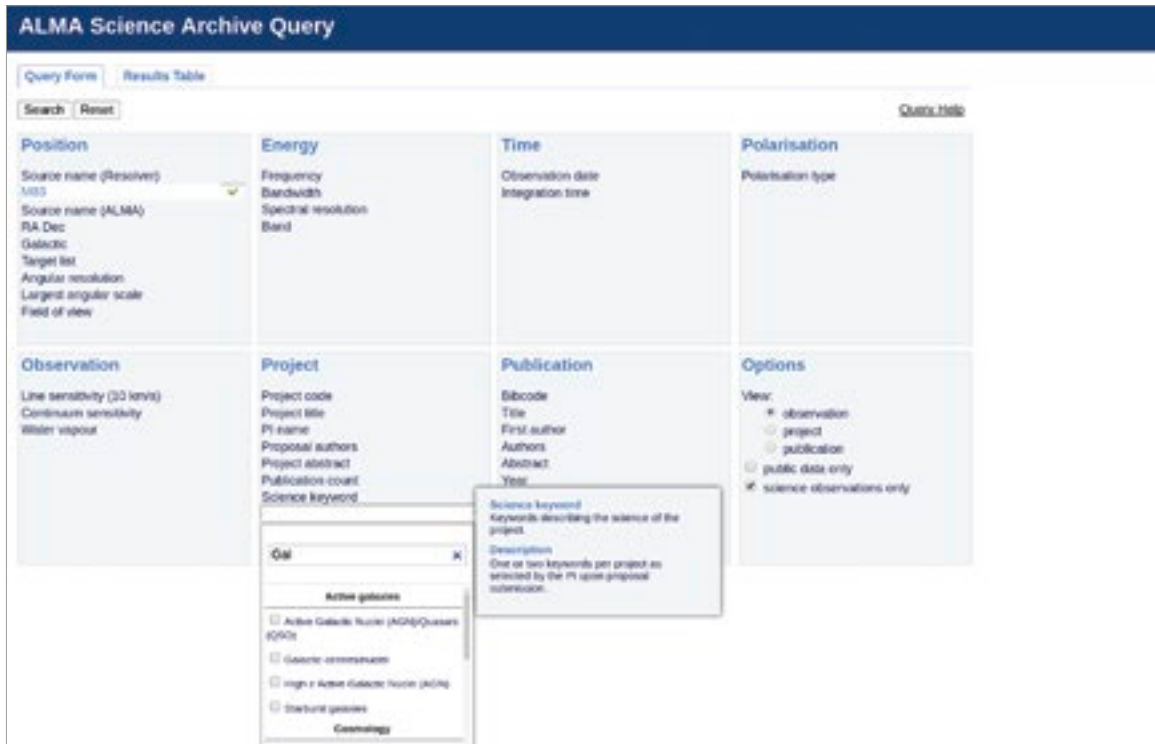 ALMA Science Archive Query
Query Form Results Table
Search Reset Query Help
Position
Source name (Resolver)
M83
Source name (ALMA)
RA Dec
Galactic
Target list
Angular resolution
Largest angular scale
Field of view
Energy
Frequency
Bandwidth
Spectral resolution
Band
Time
Observation date
Integration time
Polarisation
Polarisation type
Observation
Line sensitivity (10 km/s)
Continuum sensitivity
Water vapour
Project
Project code
Project title
PI name
Proposal authors
Project abstract
Publication count
Science keyword
Gal x
Active galaxies
Active Galactic Nuclei (AGN)/Quasars
(QSO)
Galactic centres/nuclei
High z Active Galactic Nuclei (AGN)
Starburst galaxies
Cosmology
Publication
Bibcode
Title
First author
Authors
Abstract
Year
Science keyword
Keywords describing the science of the
project.
Description
One or two keywords per project as
selected by the PI upon proposal
submission.
Options
View:
observation
project
publication
public data only
science observations only